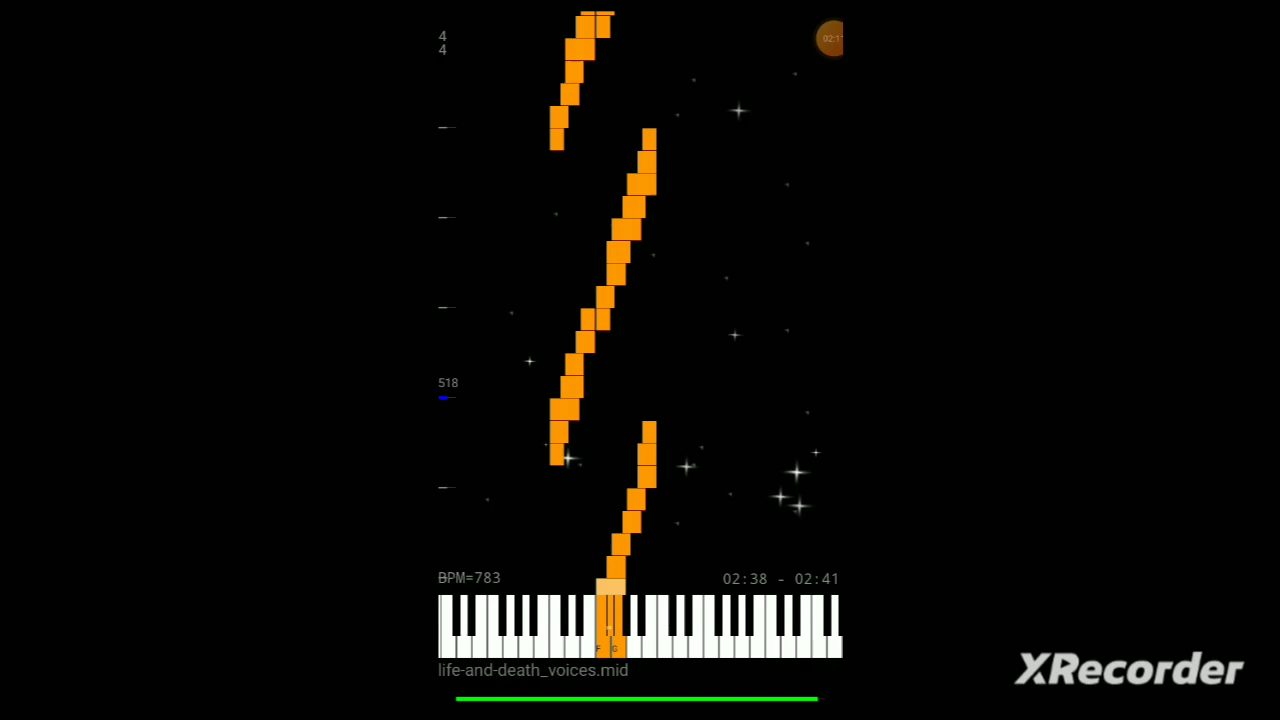 4
4
518
BPM=783
02:38 - 02:41
F G
life-and-death_voices.mid
XRecorder